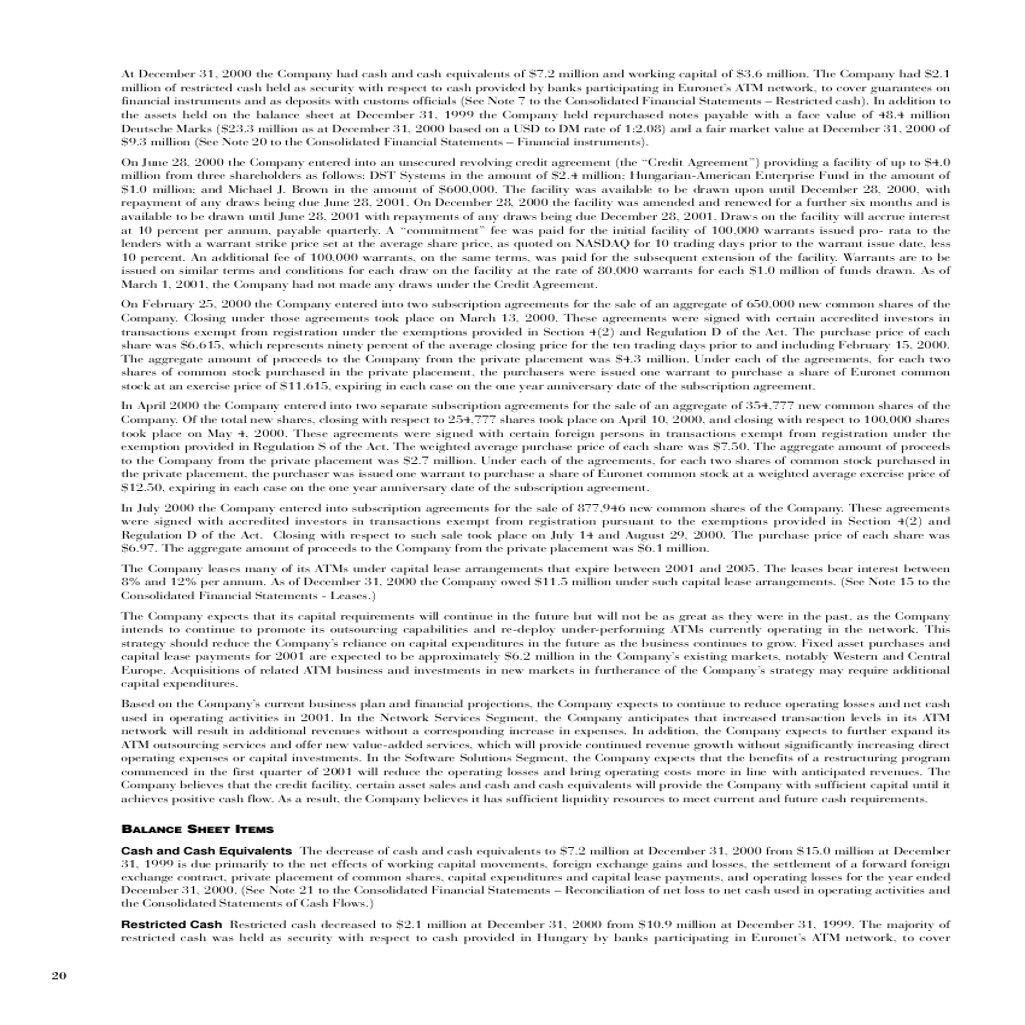 At December 31, 2000 the Company had cash and cash equivalents of $7.2 million and working capital of $3.6 million. The Company had $2.1
million of restricted cash held as security with respect to cash provided by banks participating in Euronet's ATM network, to cover guarantees on
financial instruments and as deposits with customs officials (See Note 7 to the Consolidated Financial Statements – Restricted cash). In addition to
the assets held on the balance sheet at December 31, 1999 the Company held repurchased notes payable with a face value of 48.4 million
Deutsche Marks ($23.3 million as at December 31, 2000 based on a USD to DM rate of 1:2.08) and a fair market value at December 31, 2000 of
$9.3 million (See Note 20 to the Consolidated Financial Statements – Financial instruments).
On June 28, 2000 the Company entered into an unsecured revolving credit agreement (the “Credit Agreement”) providing a facility of up to $4.0
million from three shareholders as follows: DST Systems in the amount of $2.4 million; Hungarian-American Enterprise Fund in the amount of
$1.0 million; and Michael J. Brown in the amount of $600,000. The facility was available to be drawn upon until December 28, 2000, with
repayment of any draws being due June 28, 2001. On December 28, 2000 the facility was amended and renewed for a further six months and is
available to be drawn until June 28, 2001 with repayments of any draws being due December 28, 2001. Draws on the facility will accrue interest
at 10 percent per annum, payable quarterly. A “commitment” fee was paid for the initial facility of 100,000 warrants issued pro- rata to the
lenders with a warrant strike price set at the average share price, as quoted on NASDAQ for 10 trading days prior to the warrant issue date, less
10 percent. An additional fee of 100,000 warrants, on the same terms, was paid for the subsequent extension of the facility. Warrants are to be
issued on similar terms and conditions for each draw on the facility at the rate of 80,000 warrants for each $1.0 million of funds drawn. As of
March 1, 2001, the Company had not made any draws under the Credit Agreement.
On February 25, 2000 the Company entered into two subscription agreements for the sale of an aggregate of 650,000 new common shares of the
Company. Closing under those agreements took place on March 13, 2000. These agreements were signed with certain accredited investors in
transactions exempt from registration under the exemptions provided in Section 4(2) and Regulation D of the Act. The purchase price of each
share was $6.615, which represents ninety percent of the average closing price for the ten trading days prior to and including February 15, 2000.
The aggregate amount of proceeds to the Company from the private placement was $4.3 million. Under each of the agreements, for each two
shares of common stock purchased in the private placement, the purchasers were issued one warrant to purchase a share of Euronet common
stock at an exercise price of $11.615, expiring in each case on the one year anniversary date of the subscription agreement.
In April 2000 the Company entered into two separate subscription agreements for the sale of an aggregate of 354,777 new common shares of the
Company. Of the total new shares, closing with respect to 254,777 shares took place on April 10, 2000, and closing with respect to 100,000 shares
took place on May 4, 2000. These agreements were signed with certain foreign persons in transactions exempt from registration under the
exemption provided in Regulation S of the Act. The weighted average purchase price of each share was $7.50. The aggregate amount of proceeds
to the Company from the private placement was $2.7 million. Under each of the agreements, for each two shares of common stock purchased in
the private placement, the purchaser was issued one warrant to purchase a share of Euronet common stock at a weighted average exercise price of
$12.50, expiring in each case on the one year anniversary date of the subscription agreement.
In July 2000 the Company entered into subscription agreements for the sale of 877,946 new common shares of the Company. These agreements
were signed with accredited investors in transactions exempt from registration pursuant to the exemptions provided in Section 4(2) and
Regulation D of the Act. Closing with respect to such sale took place on July 14 and August 29, 2000. The purchase price of each share was
$6.97. The aggregate amount of proceeds to the Company from the private placement was $6.1 million.
The Company leases many of its ATMs under capital lease arrangements that expire between 2001 and 2005. The leases bear interest between
8% and 12% per annum. As of December 31, 2000 the Company owed $11.5 million under such capital lease arrangements. (See Note 15 to the
Consolidated Financial Statements - Leases.)
The Company expects that its capital requirements will continue in the future but will not be as great as they were in the past, as the Company
intends to continue to promote its outsourcing capabilities and re-deploy under-performing ATMs currently operating in the network. This
strategy should reduce the Company's reliance on capital expenditures in the future as the business continues to grow. Fixed asset purchases and
capital lease payments for 2001 are expected to be approximately $6.2 million in the Company's existing markets, notably Western and Central
Europe. Acquisitions of related ATM business and investments in new markets in furtherance of the Company's strategy may require additional
capital expenditures.
Based on the Company's current business plan and financial projections, the Company expects to continue to reduce operating losses and net cash
used in operating activities in 2001. In the Network Services Segment, the Company anticipates that increased transaction levels in its ATM
network will result in additional revenues without a corresponding increase in expenses. In addition, the Company expects to further expand its
ATM outsourcing services and offer new value-added services, which will provide continued revenue growth without significantly increasing direct
operating expenses or capital investments. In the Software Solutions Segment, the Company expects that the benefits of a restructuring program
commenced in the first quarter of 2001 will reduce the operating losses and bring operating costs more in line with anticipated revenues. The
Company believes that the credit facility, certain asset sales and cash and cash equivalents will provide the Company with sufficient capital until it
achieves positive cash flow. As a result, the Company believes it has sufficient liquidity resources to meet current and future cash requirements.
BALANCE SHEET ITEMS
Cash and Cash Equivalents The decrease of cash and cash equivalents to $7.2 million at December 31, 2000 from $15.0 million at December
31, 1999 is due primarily to the net effects of working capital movements, foreign exchange gains and losses, the settlement of a forward foreign
exchange contract, private placement of common shares, capital expenditures and capital lease payments, and operating losses for the year ended
December 31, 2000. (See Note 21 to the Consolidated Financial Statements – Reconciliation of net loss to net cash used in operating activities and
the Consolidated Statements of Cash Flows.)
Restricted Cash Restricted cash decreased to $2.1 million at December 31, 2000 from $10.9 million at December 31, 1999. The majority of
restricted cash was held as security with respect to cash provided in Hungary by banks participating in Euronet's ATM network, to cover
20